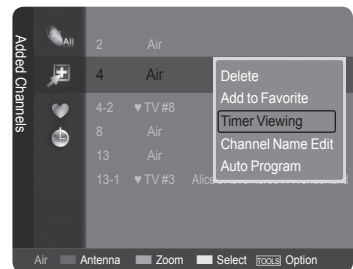 Added Channels
All
2 Air
4 Air
4-2 ♥ TV #8
8 Air
13 Air
13-1 ♥ TV #3 Alice
Delete
Add to Favorite
Timer Viewing
Channel Name Edit
Auto Program
Air Antenna Zoom Select TOOLS Option